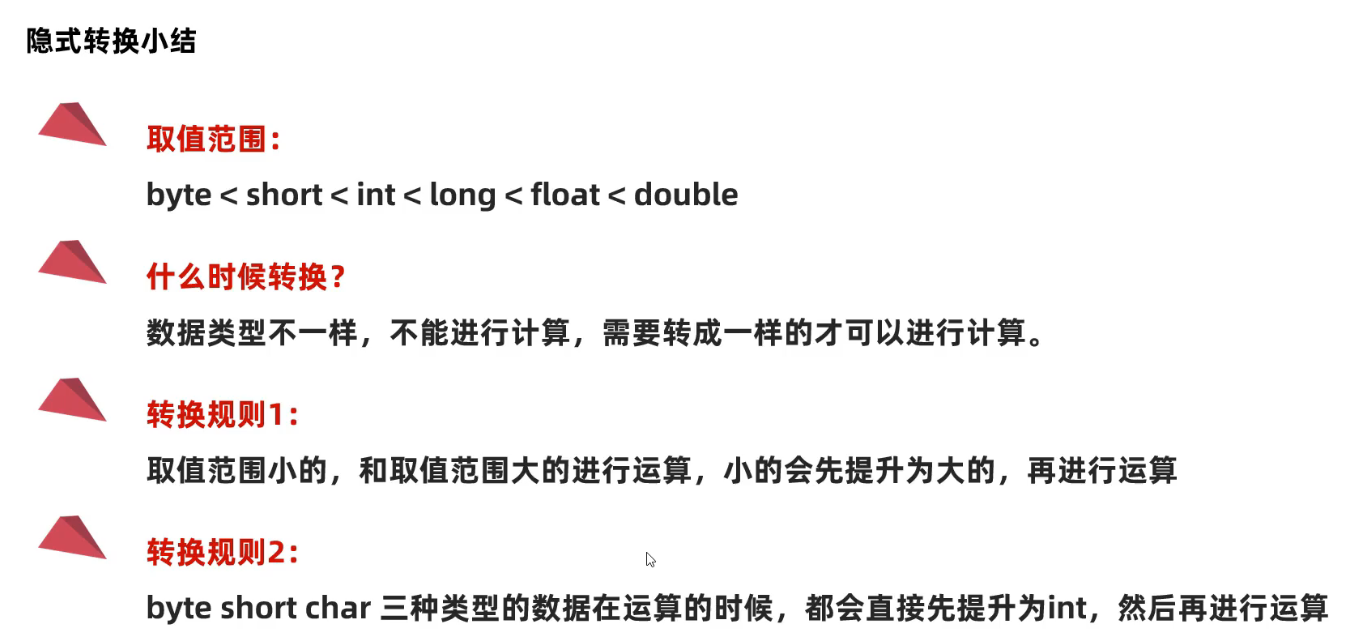 隐式转换小结
取值范围：
byte < short < int < long < float < double
什么时候转换？
数据类型不一样，不能进行计算，需要转成一样的才可以进行计算。
转换规则1：
取值范围小的，和取值范围大的进行运算，小的会先提升为大的，再进行运算
转换规则2：
byte short char 三种类型的数据在运算的时候，都会直接先提升为int，然后再进行运算